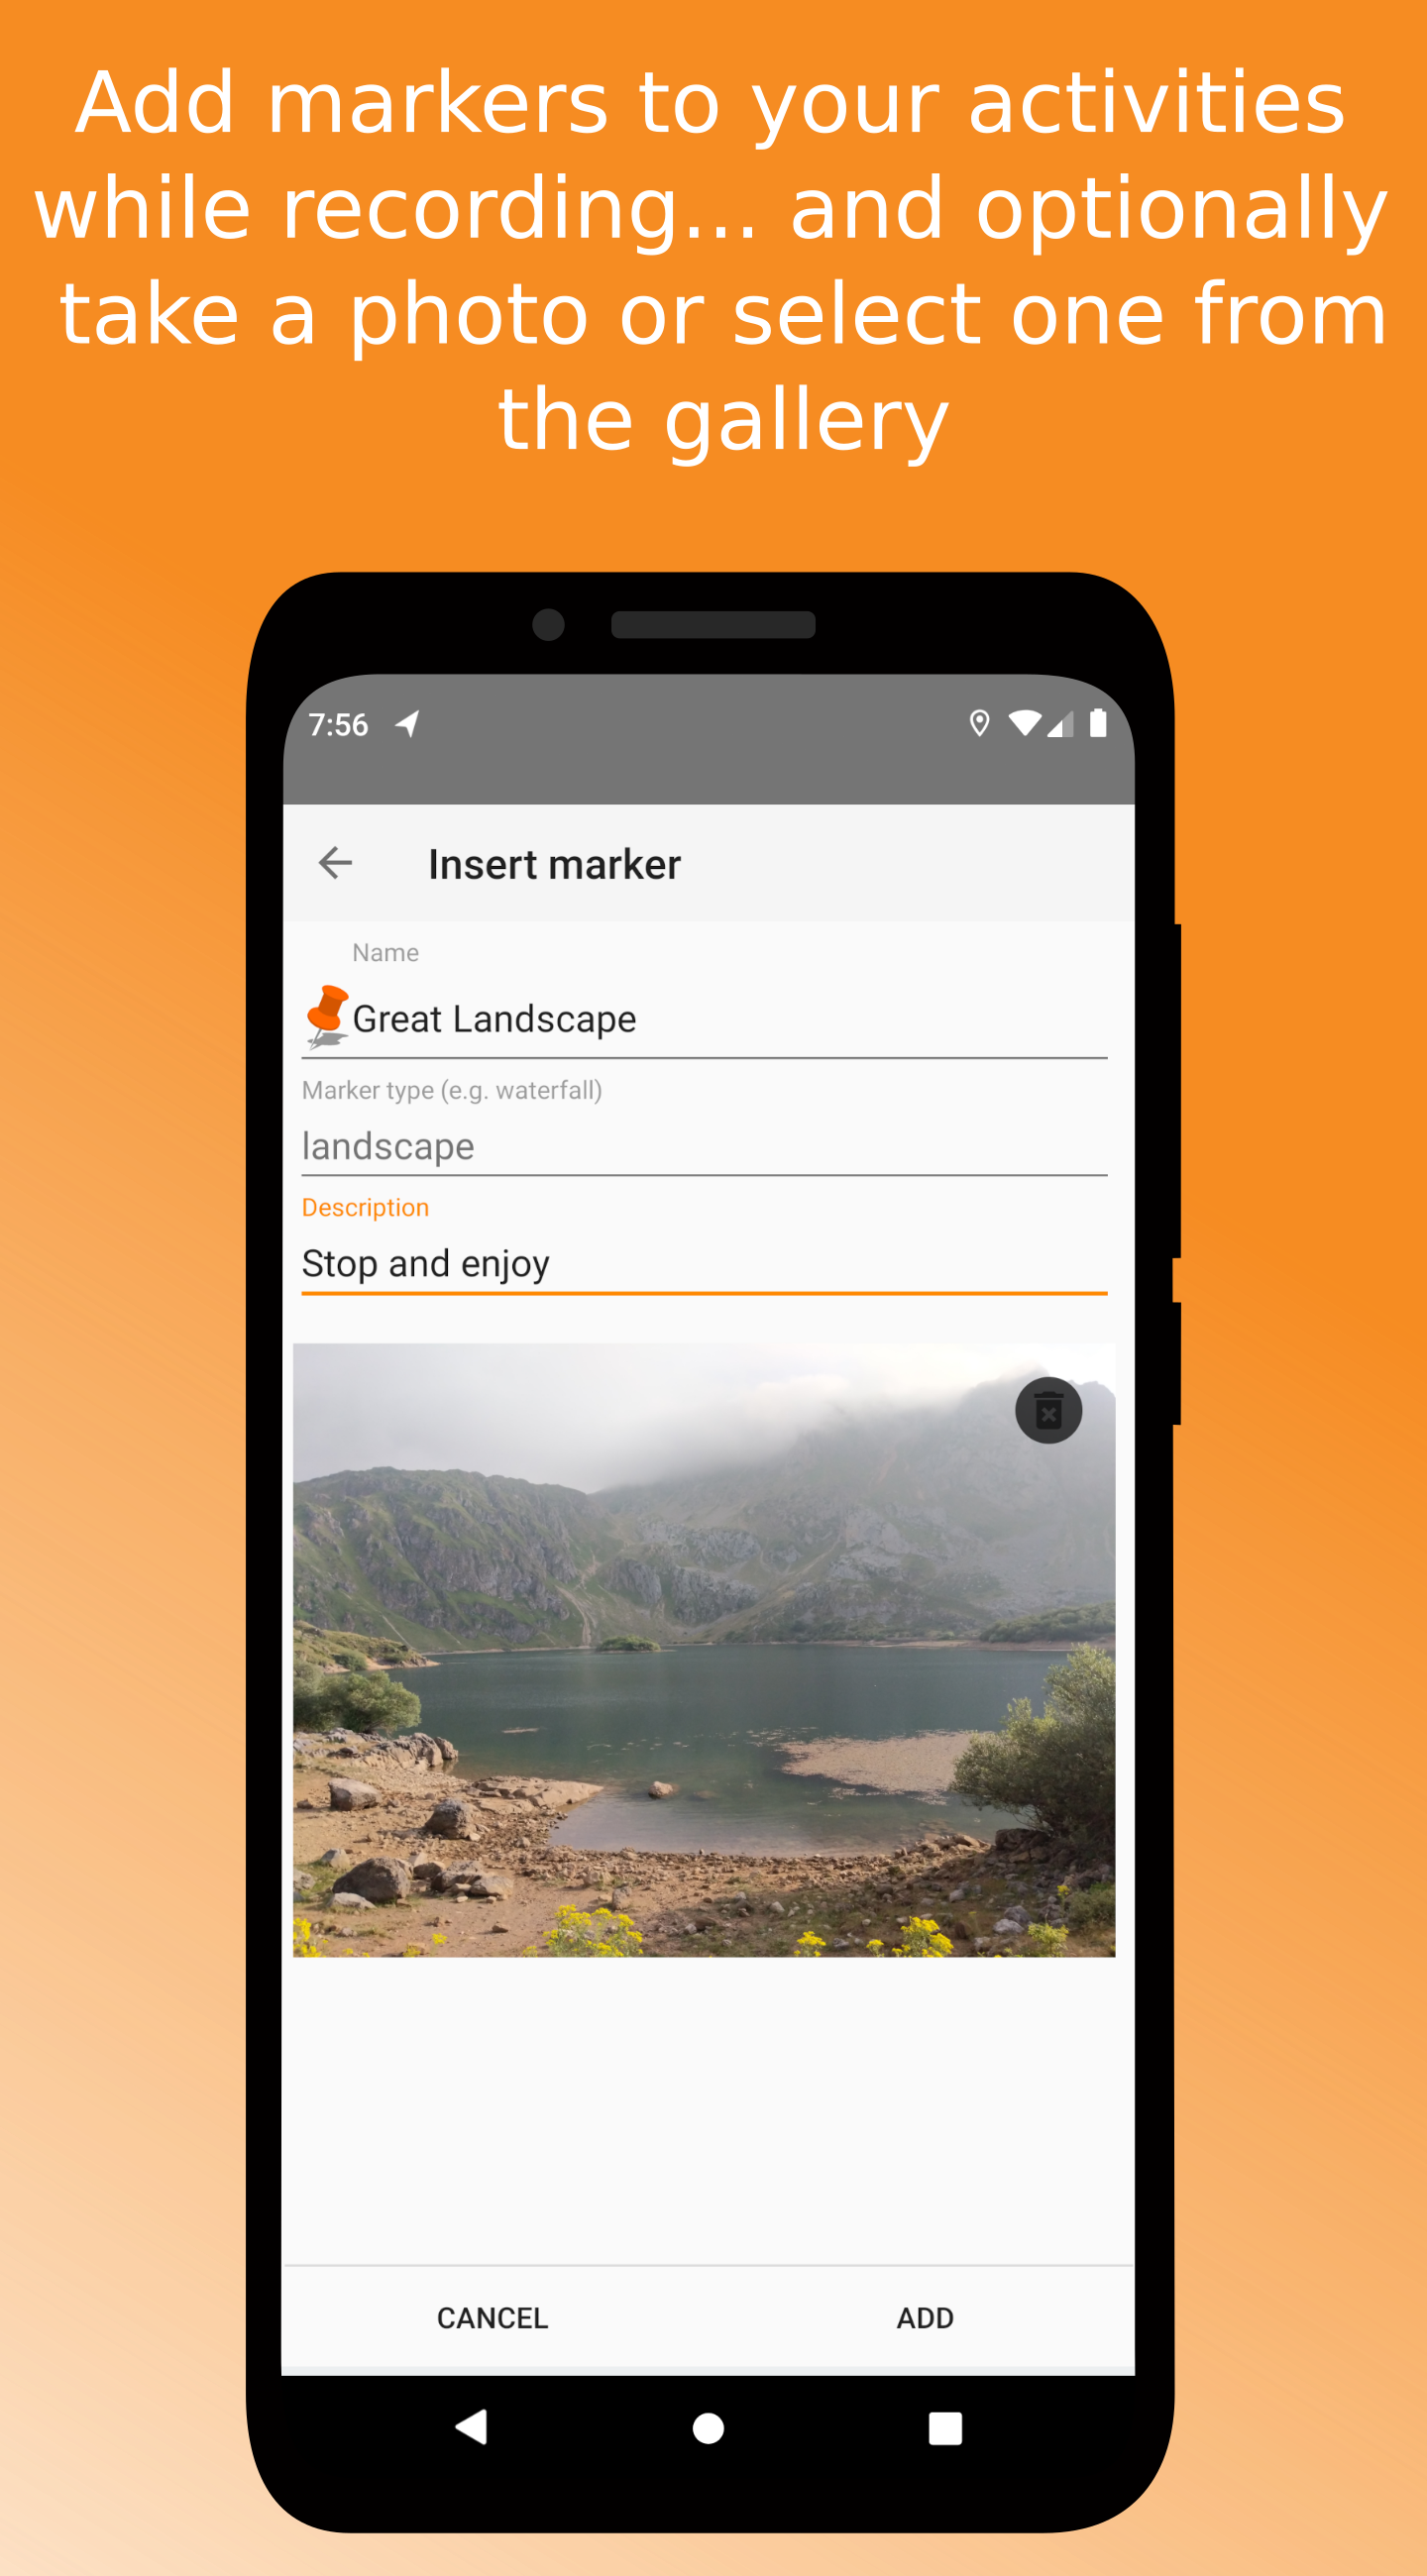 Add markers to your activities
while recording... and optionally
take a photo or select one from
the gallery
7:56
Insert marker
Name
Great Landscape
Marker type (e.g. waterfall)
landscape
Description
Stop and enjoy
CANCEL ADD